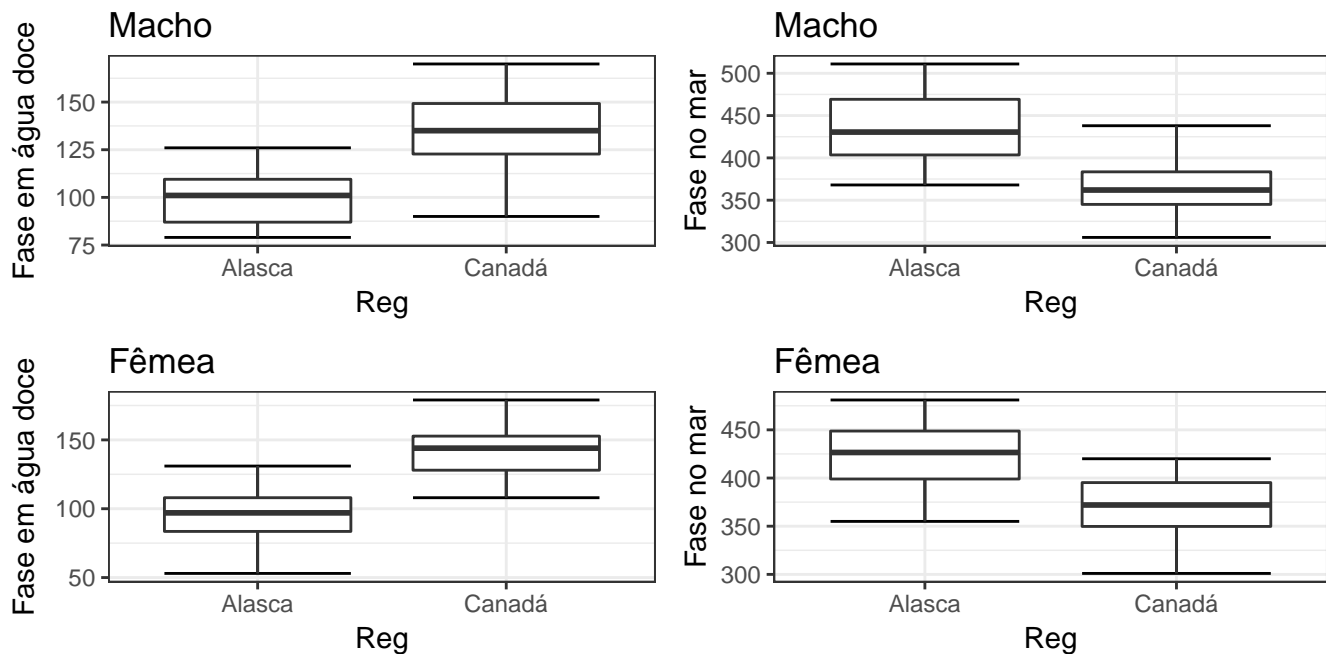 Macho
Fase em água doce
150
125
100
75
Alasca Canadá
Reg
Macho
Fase no mar
500
450
400
350
300
Alasca Canadá
Reg
Fêmea
Fase em água doce
150
100
50
Alasca Canadá
Reg
Fêmea
Fase no mar
450
400
350
300
Alasca Canadá
Reg